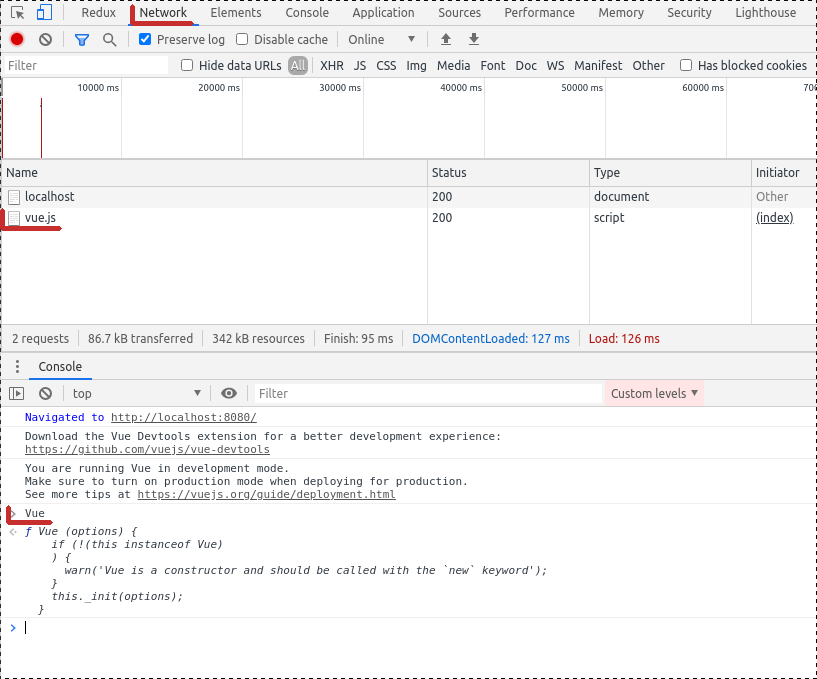 Redux Network Elements Console Application Sources Performance Memory Security Lighthouse
Preserve log Disable cache Online
Filter Hide data URLs All XHR JS CSS Img Media Font Doc WS Manifest Other Has blocked cookies
10000 ms 20000 ms 30000 ms 40000 ms 50000 ms 60000 ms 700
Name Status Type Initiator
localhost 200 document Other
vue.js 200 script (index)
2 requests 86.7 kB transferred 342 kB resources Finish: 95 ms DOMContentLoaded: 127 ms Load: 126 ms
Console
top Filter Custom levels
Navigated to http://localhost:8080/
Download the Vue Devtools extension for a better development experience:
https://github.com/vuejs/vue-devtools
You are running Vue in development mode.
Make sure to turn on production mode when deploying for production.
See more tips at https://vuejs.org/guide/deployment.html
> Vue
ƒ Vue (options) {
if (!(this instanceof Vue)
) {
warn('Vue is a constructor and should be called with the `new` keyword');
}
this._init(options);
}
>